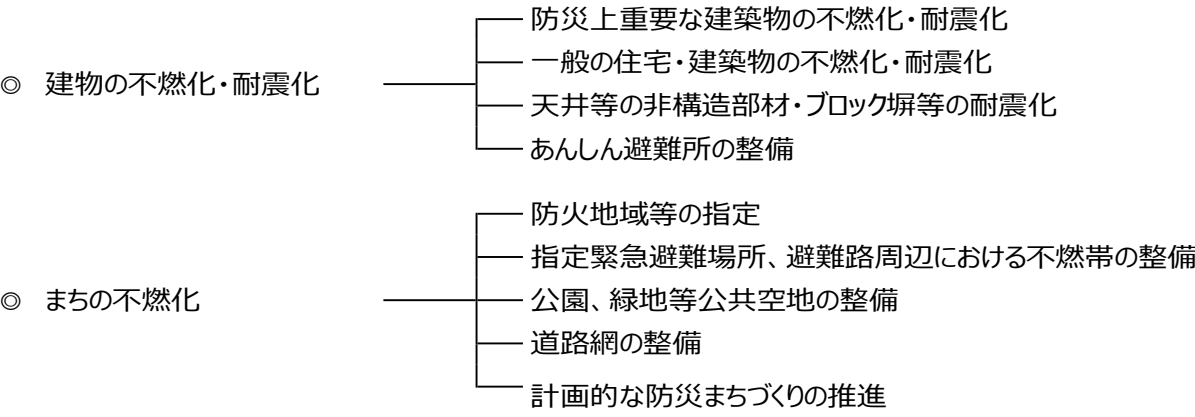 防災上重要な建築物の不燃化・耐震化
一般の住宅・建築物の不燃化・耐震化
◎ 建物の不燃化・耐震化
天井等の非構造部材・ブロック塀等の耐震化
あんしん避難所の整備
防火地域等の指定
指定緊急避難場所、避難路周辺における不燃帯の整備
◎ まちの不燃化 公園、緑地等公共空地の整備
道路網の整備
計画的な防災まちづくりの推進